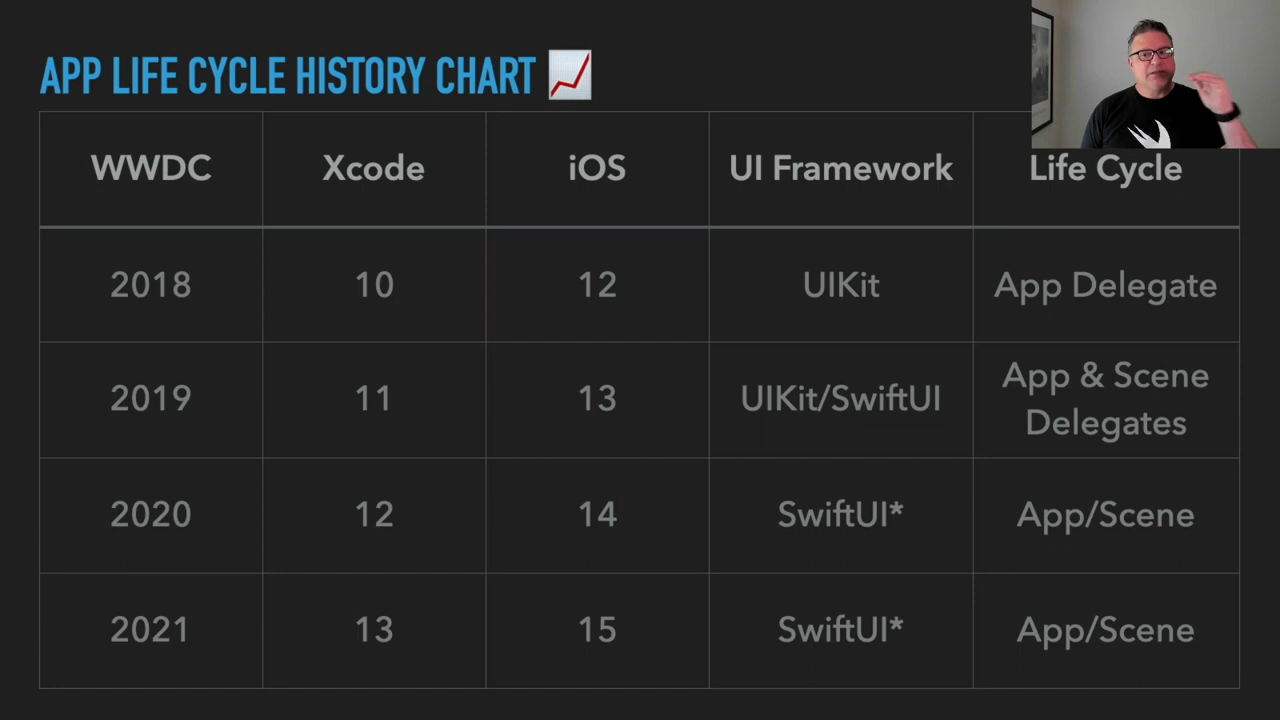 APP LIFE CYCLE HISTORY CHART
WWDC Xcode iOS UI Framework Life Cycle
2018 10 12 UIKit App Delegate
2019 11 13 UIKit/SwiftUI App & Scene Delegates
2020 12 14 SwiftUI* App/Scene
2021 13 15 SwiftUI* App/Scene